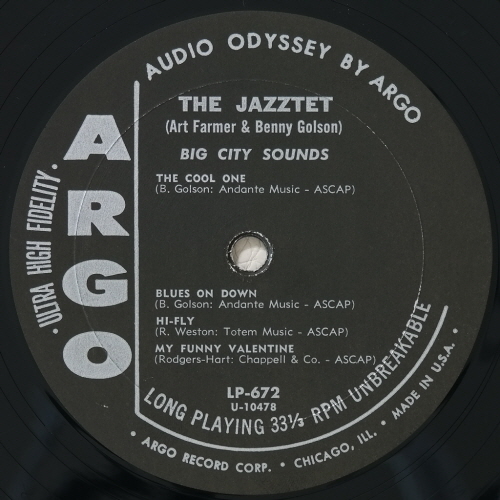 AUDIO ODYSSEY BY ARGO
THE JAZZTET
(Art Farmer & Benny Golson)
BIG CITY SOUNDS
THE COOL ONE
(B. Golson: Andante Music - ASCAP)
BLUES ON DOWN
(B. Golson: Andante Music - ASCAP)
HI-FLY
(R. Weston: Totem Music - ASCAP)
MY FUNNY VALENTINE
(Rodgers-Hart: Chappell & Co. - ASCAP)
LP-672
U-10478
LONG PLAYING 33⅓ RPM UNBREAKABLE
ARGO
• ULTRA HIGH FIDELITY •
• ARGO RECORD CORP. • CHICAGO, ILL. • MADE IN U.S.A. •